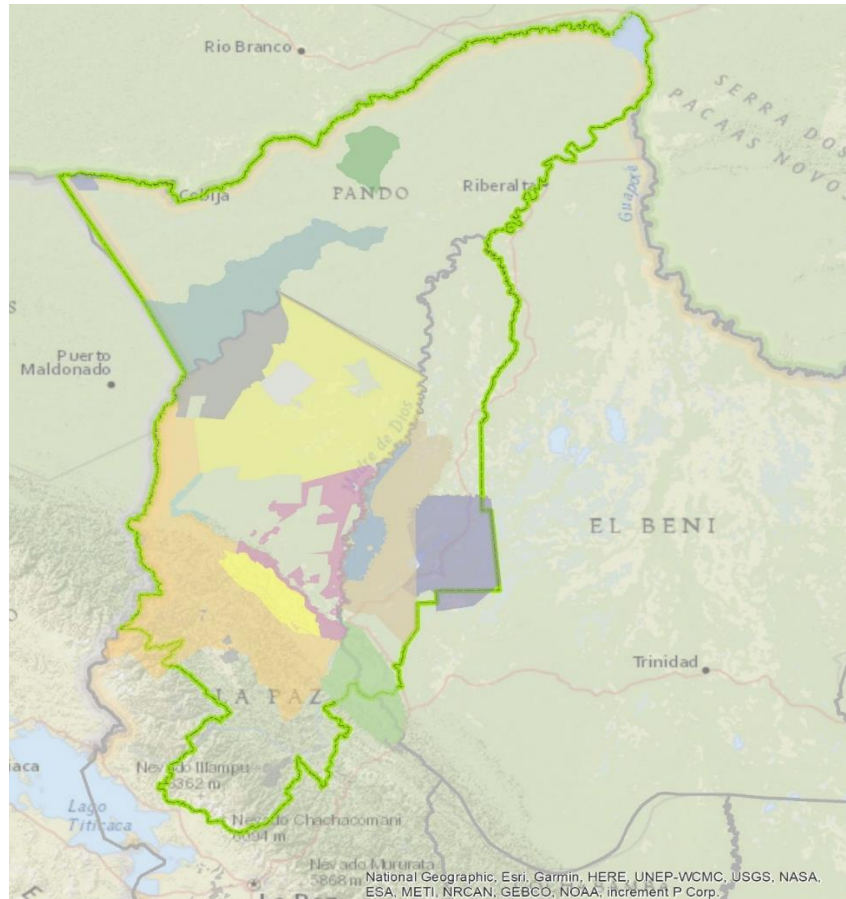 Rio Branco
SERRA DOS
PACAAS NOVOS
Cobija
PANDO
Riberalta
Guaporé
Puerto
Maldonado
Madre de Dios
EL BENI
Trinidad
LA PAZ
Nevado Illampu
6362 m
Lago
Titicaca
Nevado Chachacomani
6094 m
Nevado Mururata
5868 m
National Geographic, Esri, Garmin, HERE, UNEP-WCMC, USGS, NASA,
ESA, METI, NRCAN, GEBCO, NOAA, increment P Corp.